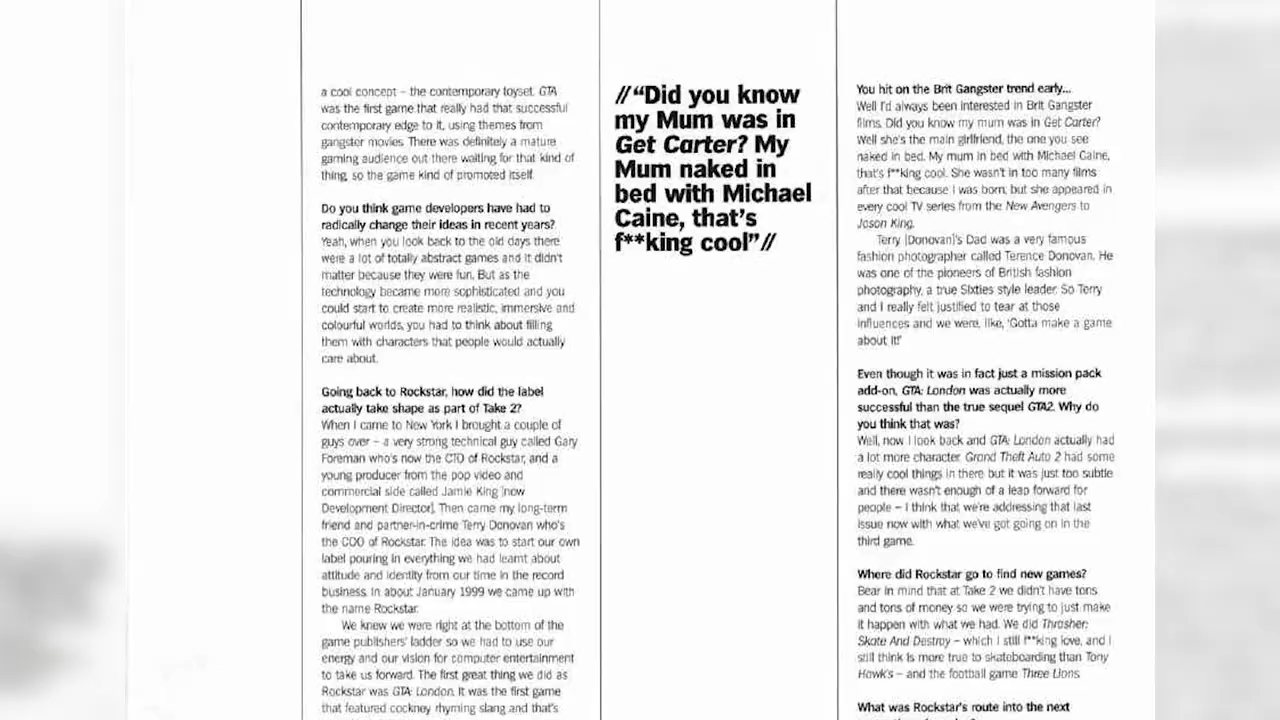 a cool concept – the contemporary toyset. GTA
was the first game that really had that successful
contemporary edge to it, using themes from
gangster movies. There was definitely a mature
gaming audience out there waiting for that kind of
thing, so the game kind of promoted itself.
Do you think game developers have had to
radically change their ideas in recent years?
Yeah, when you look back to the old days there
were a lot of totally abstract games and it didn't
matter because they were fun. But as the
technology became more sophisticated and you
could start to create more realistic, immersive and
colourful worlds, you had to think about filling
them with characters that people would actually
care about.
Going back to Rockstar, how did the label
actually take shape as part of Take 2?
When I came to New York I brought a couple of
guys over – a very strong technical guy called Gary
Foreman who's now the CTO of Rockstar, and a
young producer from the pop video and
commercial side called Jamie King [now
Development Director]. Then came my long-term
friend and partner-in-crime Terry Donovan who's
the COO of Rockstar. The idea was to start our own
label pouring in everything we had learnt about
attitude and identity from our time in the record
business. In about January 1999 we came up with
the name Rockstar.
We knew we were right at the bottom of the
game publishers' ladder so we had to use our
energy and our vision for computer entertainment
to take us forward. The first great thing we did as
Rockstar was GTA: London. It was the first game
that featured cockney rhyming slang and that's
//“Did you know
my Mum was in
Get Carter? My
Mum naked in
bed with Michael
Caine, that's
f**king cool”//
You hit on the Brit Gangster trend early...
Well I'd always been interested in Brit Gangster
films. Did you know my mum was in Get Carter?
Well she's the main girlfriend, the one you see
naked in bed. My mum in bed with Michael Caine,
that's f**king cool. She wasn't in too many films
after that because I was born, but she appeared in
every cool TV series from the New Avengers to
Jason King.
Terry [Donovan]'s Dad was a very famous
fashion photographer called Terence Donovan. He
was one of the pioneers of British fashion
photography, a true Sixties style leader. So Terry
and I really felt justified to tear at those
influences and we were, like, 'Gotta make a game
about it!'
Even though it was in fact just a mission pack
add-on, GTA: London was actually more
successful than the true sequel GTA2. Why do
you think that was?
Well, now I look back and GTA: London actually had
a lot more character. Grand Theft Auto 2 had some
really cool things in there but it was just too subtle
and there wasn't enough of a leap forward for
people – I think that we're addressing that last
issue now with what we've got going on in the
third game.
Where did Rockstar go to find new games?
Bear in mind that at Take 2 we didn't have tons
and tons of money so we were trying to just make
it happen with what we had. We did Thrasher:
Skate And Destroy – which I still f**king love, and I
still think is more true to skateboarding than Tony
Hawk's – and the football game Three Lions.
What was Rockstar's route into the next